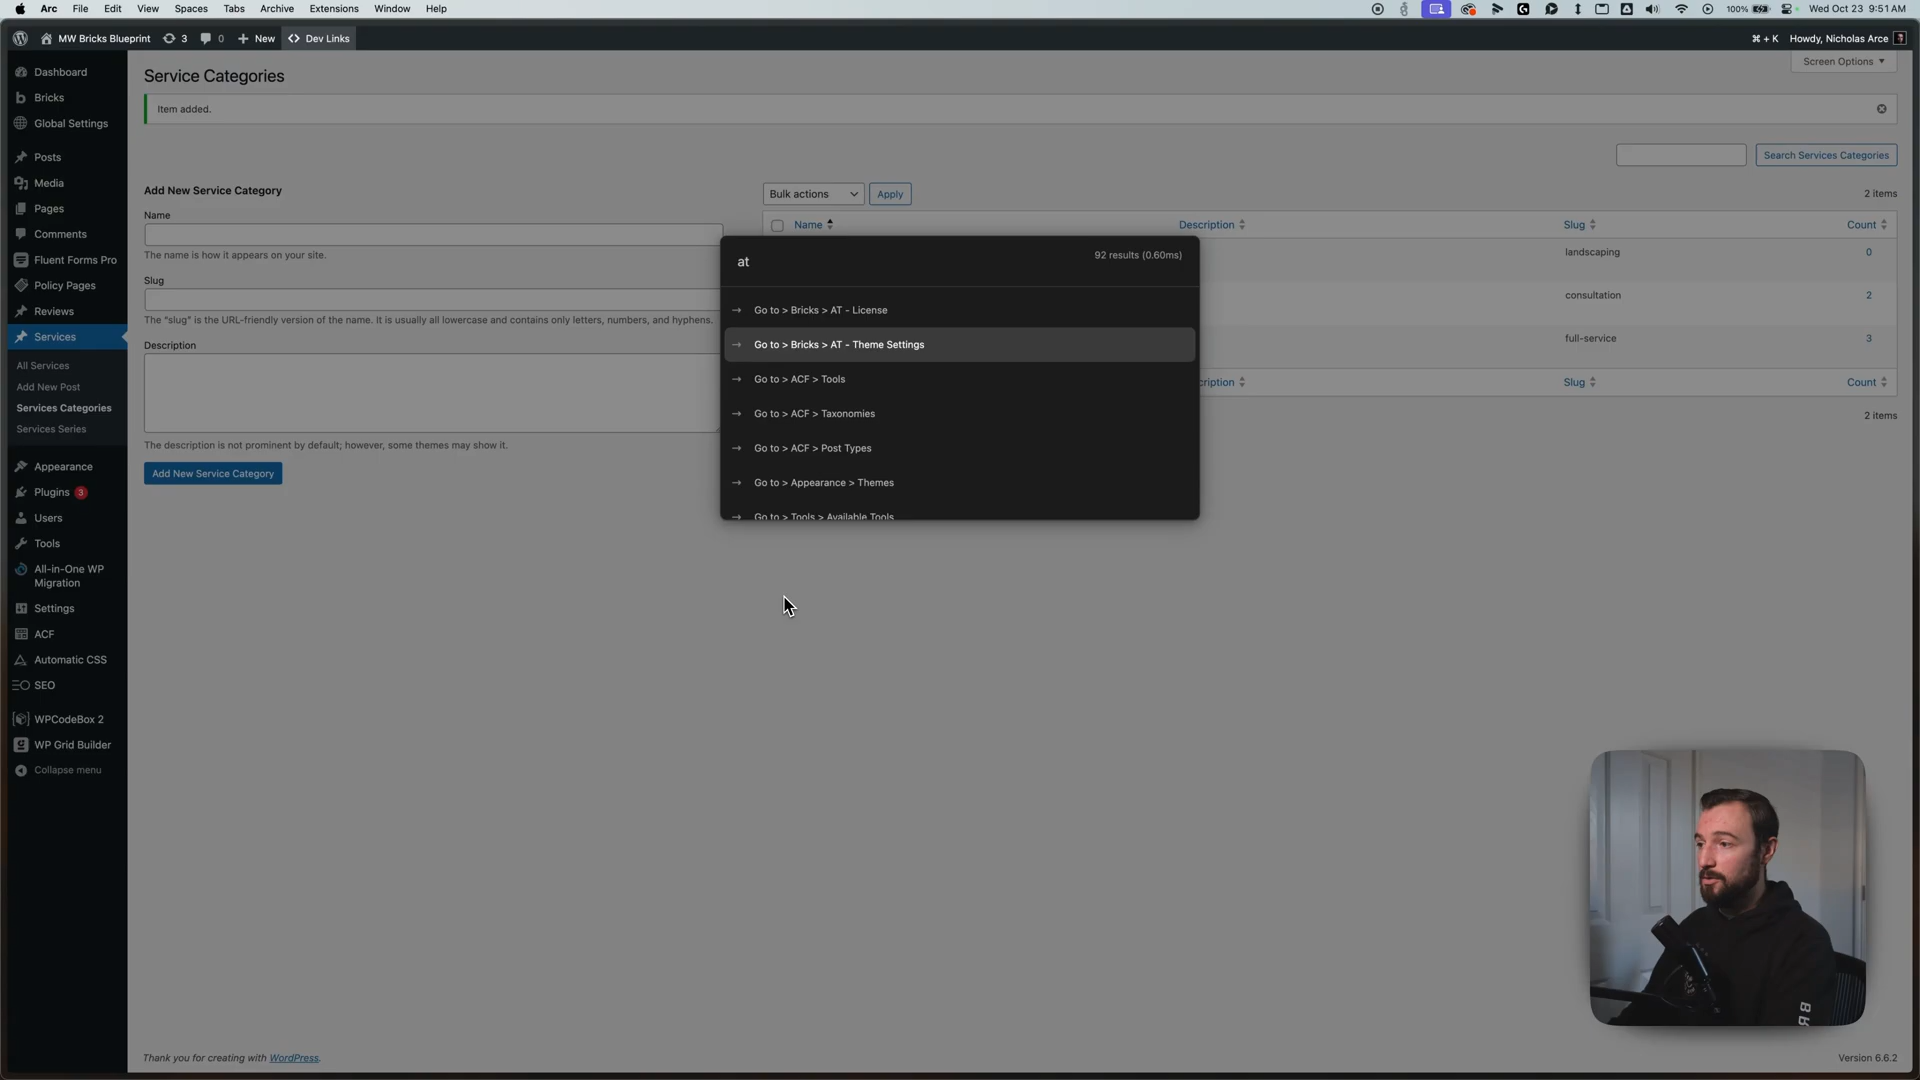 Arc File Edit View Spaces Tabs Archive Extensions Window Help
100% Wed Oct 23 9:51 AM
MW Bricks Blueprint 3 0 New Dev Links
⌘ + K Howdy, Nicholas Arce
Dashboard
Bricks
Global Settings
Posts
Media
Pages
Comments
Fluent Forms Pro
Policy Pages
Reviews
Services
All Services
Add New Post
Services Categories
Services Series
Appearance
Plugins 3
Users
Tools
All-in-One WP
Migration
Settings
ACF
Automatic CSS
SEO
WPCodeBox 2
WP Grid Builder
Collapse menu
Service Categories
Screen Options
Item added.
Search Services Categories
Add New Service Category
Name
The name is how it appears on your site.
Slug
The "slug" is the URL-friendly version of the name. It is usually all lowercase and contains only letters, numbers, and hyphens.
Description
The description is not prominent by default; however, some themes may show it.
Add New Service Category
Bulk actions Apply 2 items
Name Description Slug Count
landscaping 0
consultation 2
full-service 3
cription Slug Count
2 items
at 92 results (0.60ms)
→ Go to > Bricks > AT - License
→ Go to > Bricks > AT - Theme Settings
→ Go to > ACF > Tools
→ Go to > ACF > Taxonomies
→ Go to > ACF > Post Types
→ Go to > Appearance > Themes
→ Go to > Tools > Available Tools
BR
Thank you for creating with WordPress.
Version 6.6.2